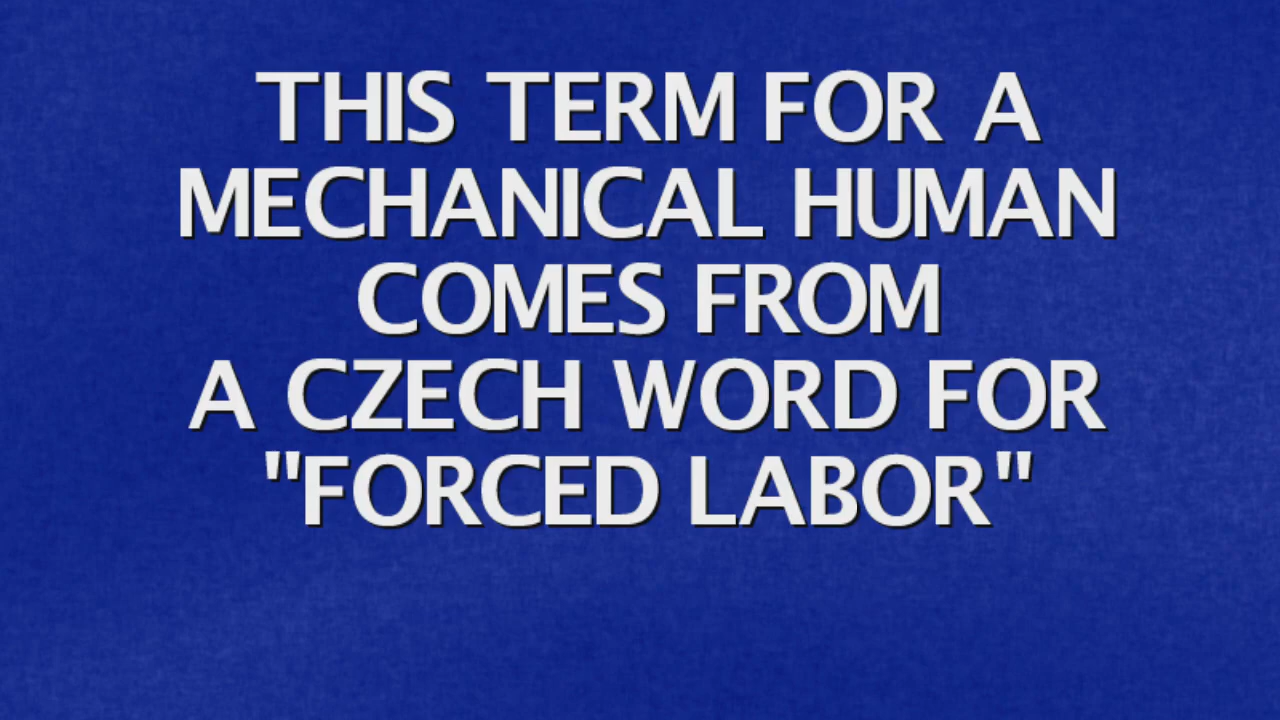 THIS TERM FOR A
MECHANICAL HUMAN
COMES FROM
A CZECH WORD FOR
"FORCED LABOR"